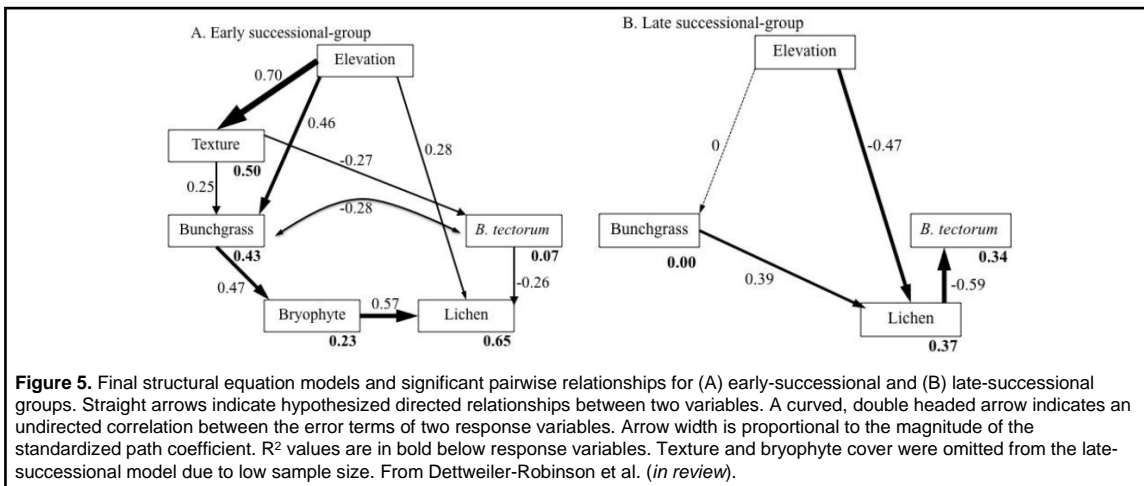 A. Early successional-group
Elevation
0.70
0.46
Texture
0.50
0.28
-0.27
0.25
-0.28
Bunchgrass
0.43
B. tectorum
0.07
0.47
-0.26
Bryophyte
0.23
0.57
Lichen
0.65
B. Late successional-group
Elevation
0
-0.47
Bunchgrass
0.00
B. tectorum
0.34
0.39
-0.59
Lichen
0.37
Figure 5. Final structural equation models and significant pairwise relationships for (A) early-successional and (B) late-successional
groups. Straight arrows indicate hypothesized directed relationships between two variables. A curved, double headed arrow indicates an
undirected correlation between the error terms of two response variables. Arrow width is proportional to the magnitude of the
standardized path coefficient. R² values are in bold below response variables. Texture and bryophyte cover were omitted from the late-
successional model due to low sample size. From Dettweiler-Robinson et al. (in review).